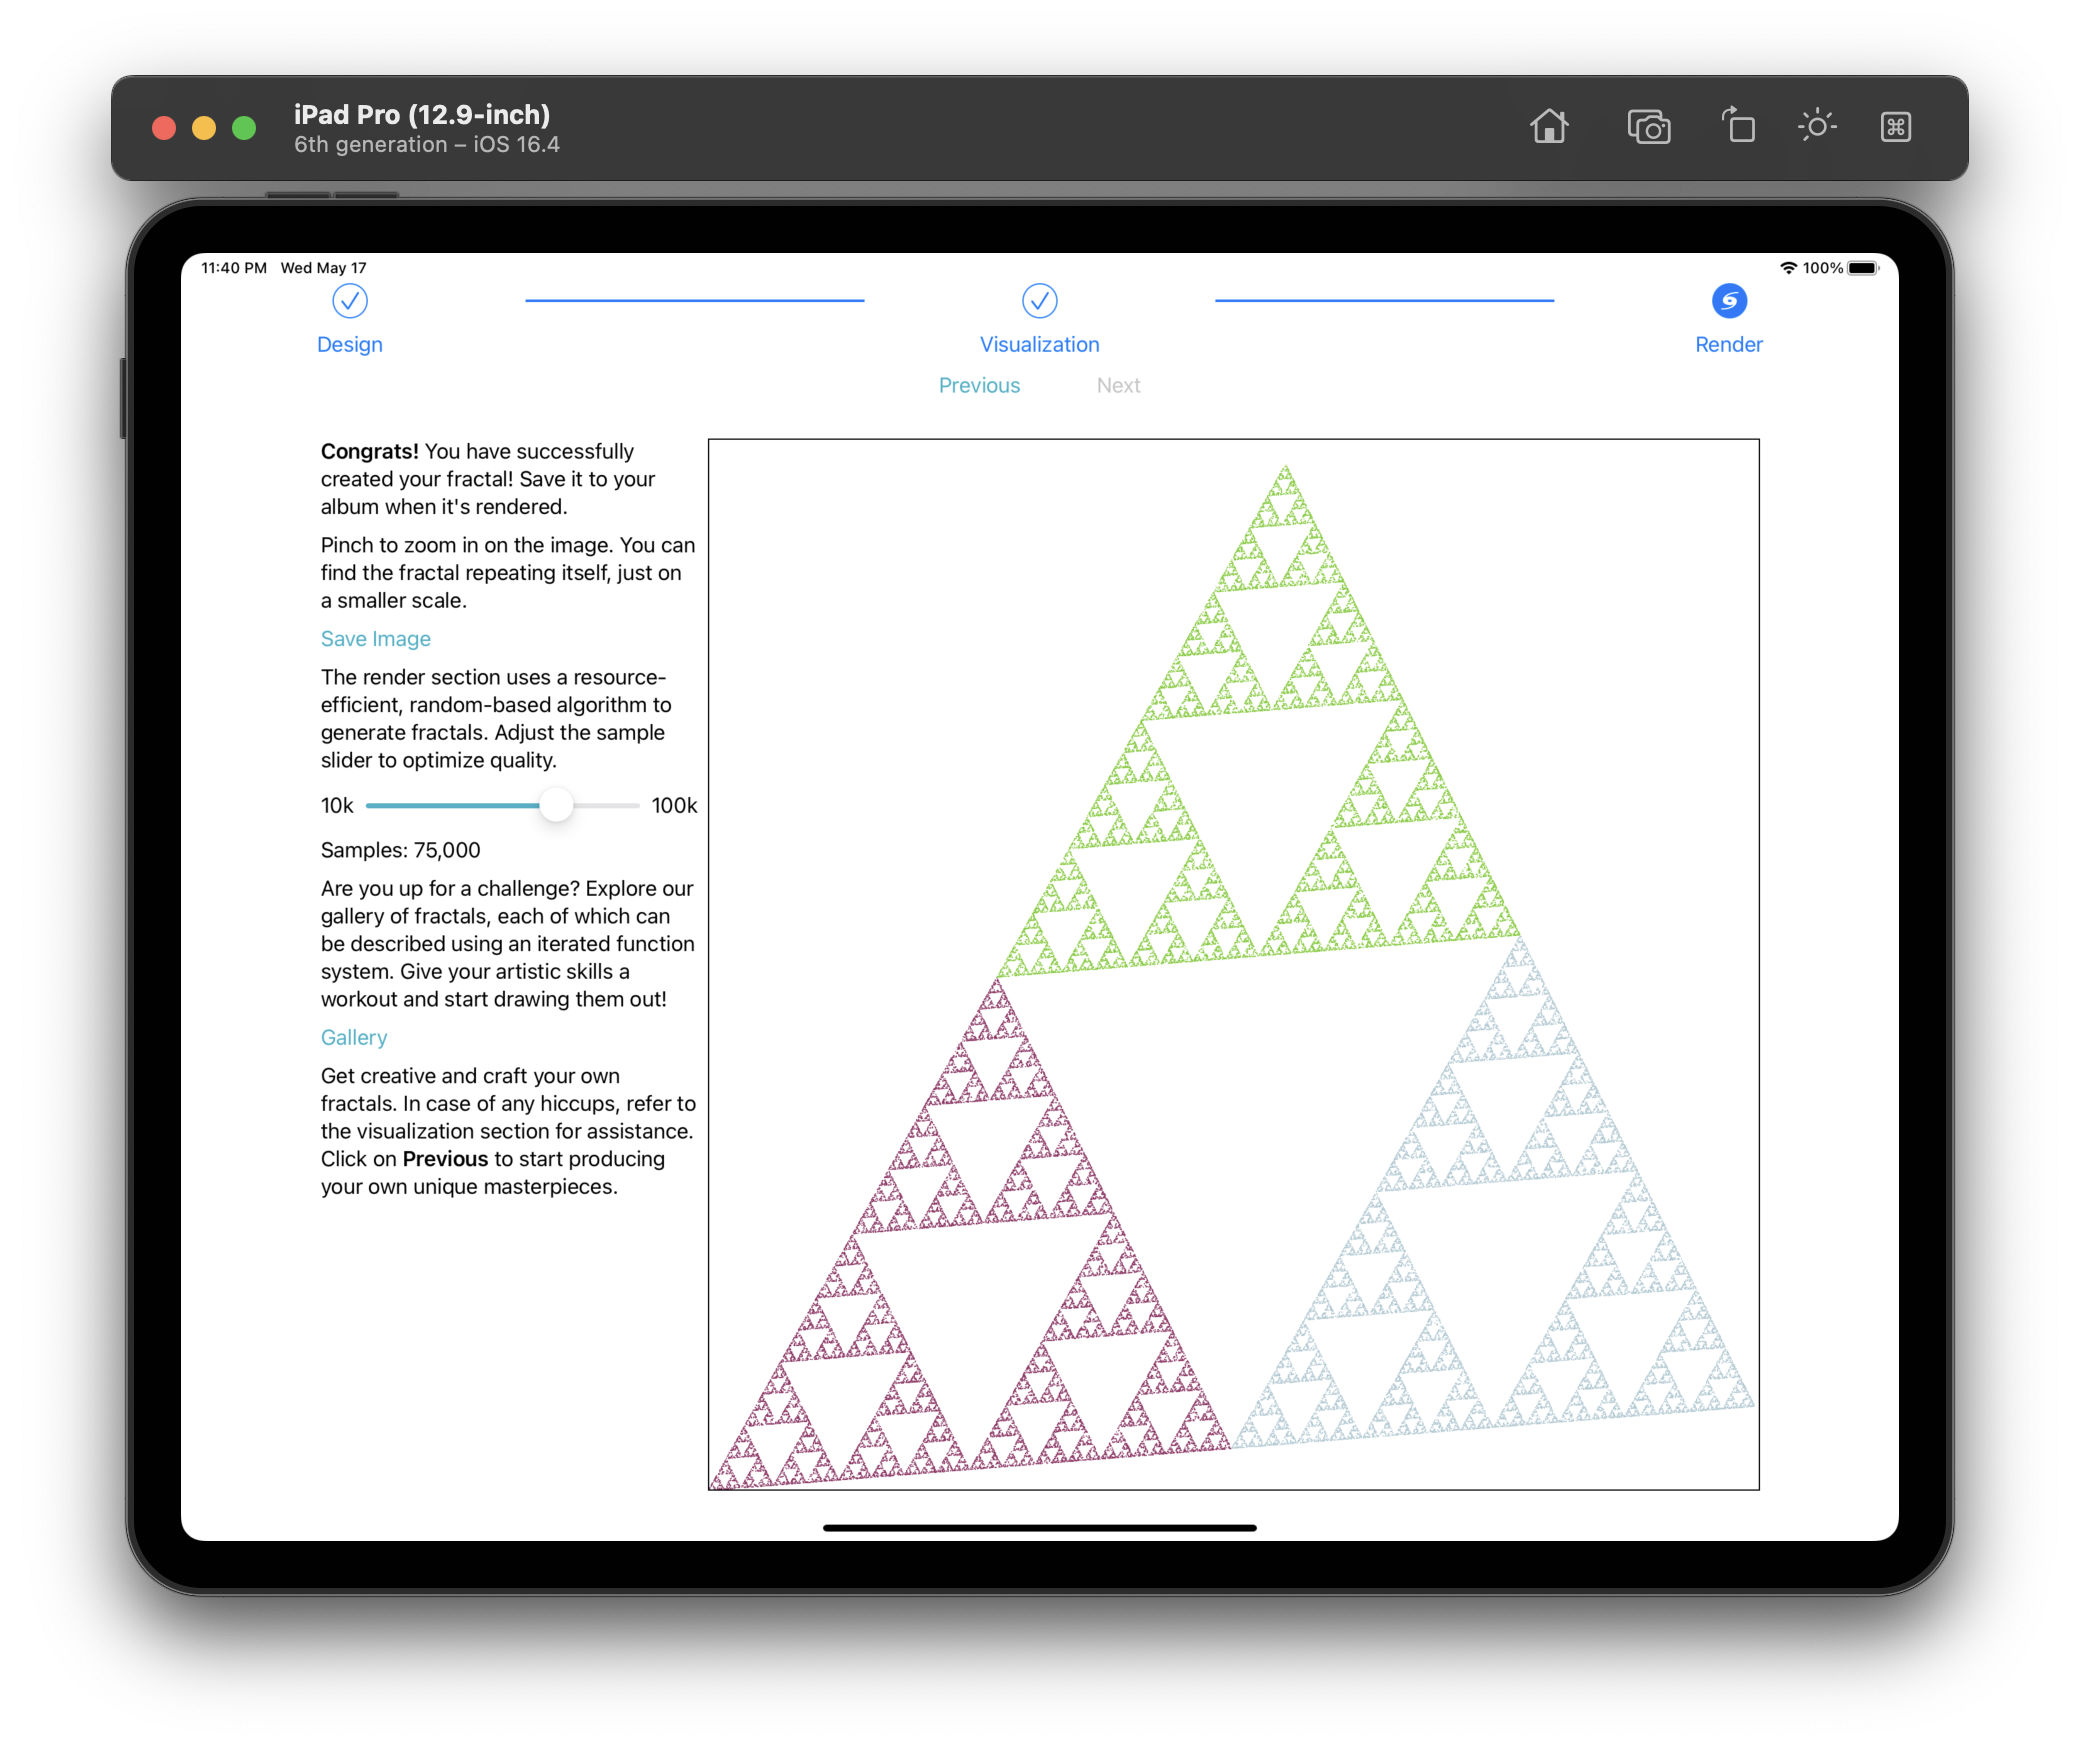 iPad Pro (12.9-inch)
6th generation – iOS 16.4
11:40 PM Wed May 17
100%
Design
Visualization
Render
Previous
Next
Congrats! You have successfully
created your fractal! Save it to your
album when it's rendered.
Pinch to zoom in on the image. You can
find the fractal repeating itself, just on
a smaller scale.
Save Image
The render section uses a resource-
efficient, random-based algorithm to
generate fractals. Adjust the sample
slider to optimize quality.
10k
100k
Samples: 75,000
Are you up for a challenge? Explore our
gallery of fractals, each of which can
be described using an iterated function
system. Give your artistic skills a
workout and start drawing them out!
Gallery
Get creative and craft your own
fractals. In case of any hiccups, refer to
the visualization section for assistance.
Click on Previous to start producing
your own unique masterpieces.